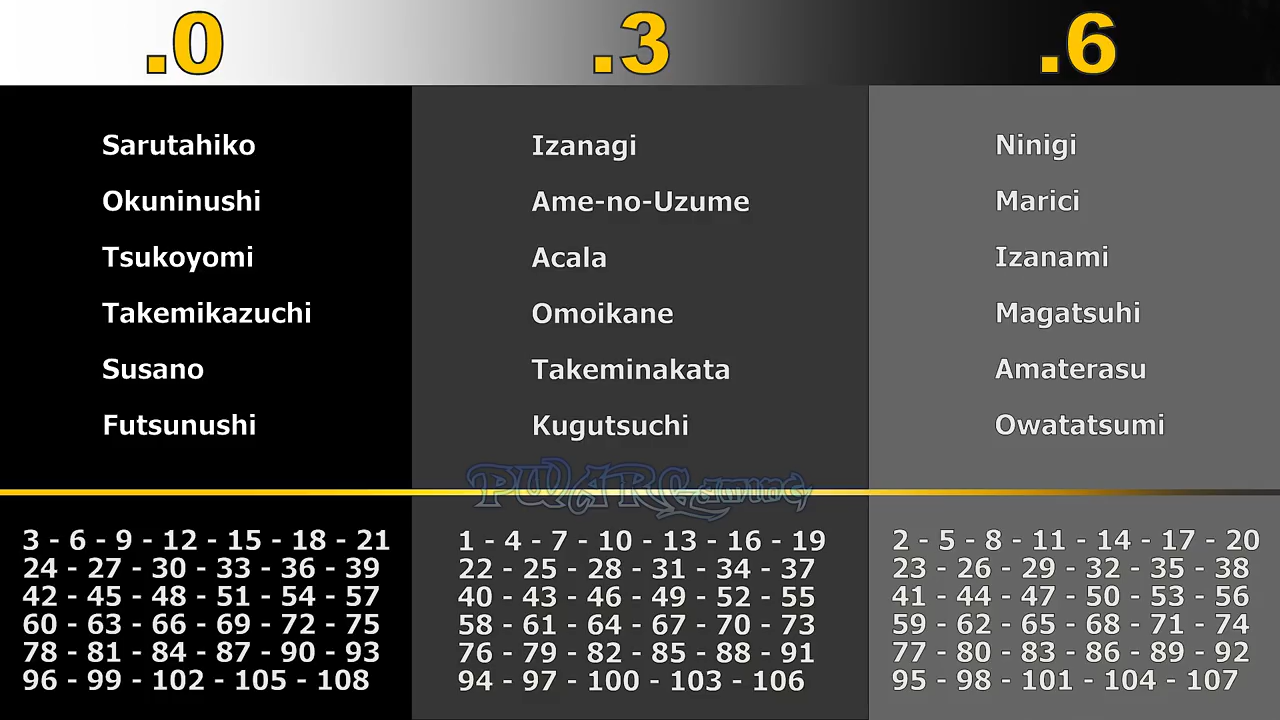 .0
.3
.6
Sarutahiko
Okuninushi
Tsukoyomi
Takemikazuchi
Susano
Futsunushi
Izanagi
Ame-no-Uzume
Acala
Omoikane
Takeminakata
Kugutsuchi
Ninigi
Marici
Izanami
Magatsuhi
Amaterasu
Owatatsumi
PWARGaming
3 - 6 - 9 - 12 - 15 - 18 - 21
24 - 27 - 30 - 33 - 36 - 39
42 - 45 - 48 - 51 - 54 - 57
60 - 63 - 66 - 69 - 72 - 75
78 - 81 - 84 - 87 - 90 - 93
96 - 99 - 102 - 105 - 108
1 - 4 - 7 - 10 - 13 - 16 - 19
22 - 25 - 28 - 31 - 34 - 37
40 - 43 - 46 - 49 - 52 - 55
58 - 61 - 64 - 67 - 70 - 73
76 - 79 - 82 - 85 - 88 - 91
94 - 97 - 100 - 103 - 106
2 - 5 - 8 - 11 - 14 - 17 - 20
23 - 26 - 29 - 32 - 35 - 38
41 - 44 - 47 - 50 - 53 - 56
59 - 62 - 65 - 68 - 71 - 74
77 - 80 - 83 - 86 - 89 - 92
95 - 98 - 101 - 104 - 107